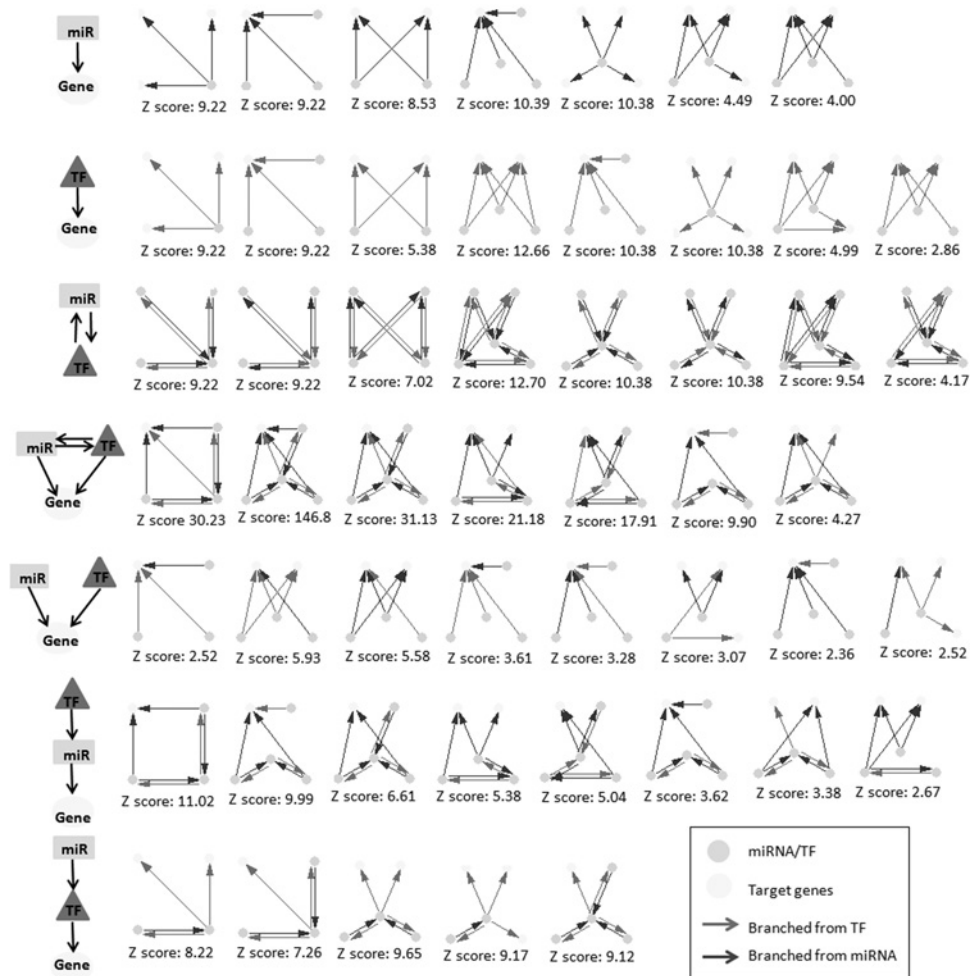 miR
Gene
Z score: 9.22 Z score: 9.22 Z score: 8.53 Z score: 10.39 Z score: 10.38 Z score: 4.49 Z score: 4.00
TF
Gene
Z score: 9.22 Z score: 9.22 Z score: 5.38 Z score: 12.66 Z score: 10.38 Z score: 10.38 Z score: 4.99 Z score: 2.86
miR
TF
Z score: 9.22 Z score: 9.22 Z score: 7.02 Z score: 12.70 Z score: 10.38 Z score: 10.38 Z score: 9.54 Z score: 4.17
miR TF
Gene
Z score 30.23 Z score: 146.8 Z score: 31.13 Z score: 21.18 Z score: 17.91 Z score: 9.90 Z score: 4.27
miR TF
Gene
Z score: 2.52 Z score: 5.93 Z score: 5.58 Z score: 3.61 Z score: 3.28 Z score: 3.07 Z score: 2.36 Z score: 2.52
TF
miR
Gene
Z score: 11.02 Z score: 9.99 Z score: 6.61 Z score: 5.38 Z score: 5.04 Z score: 3.62 Z score: 3.38 Z score: 2.67
miR
TF
Gene
Z score: 8.22 Z score: 7.26 Z score: 9.65 Z score: 9.17 Z score: 9.12
miRNA/TF
Target genes
Branched from TF
Branched from miRNA